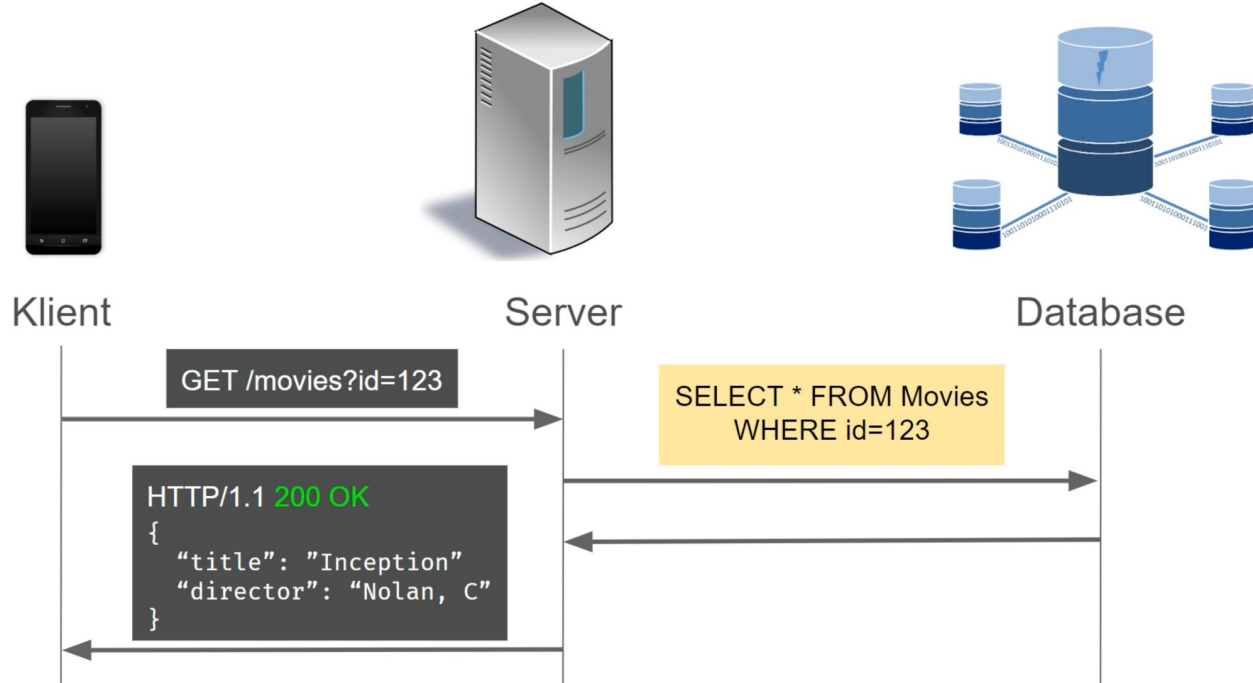 Klient
Server
Database
GET /movies?id=123
SELECT * FROM Movies
WHERE id=123
HTTP/1.1 200 OK
{
“title”: ”Inception”
“director”: “Nolan, C”
}